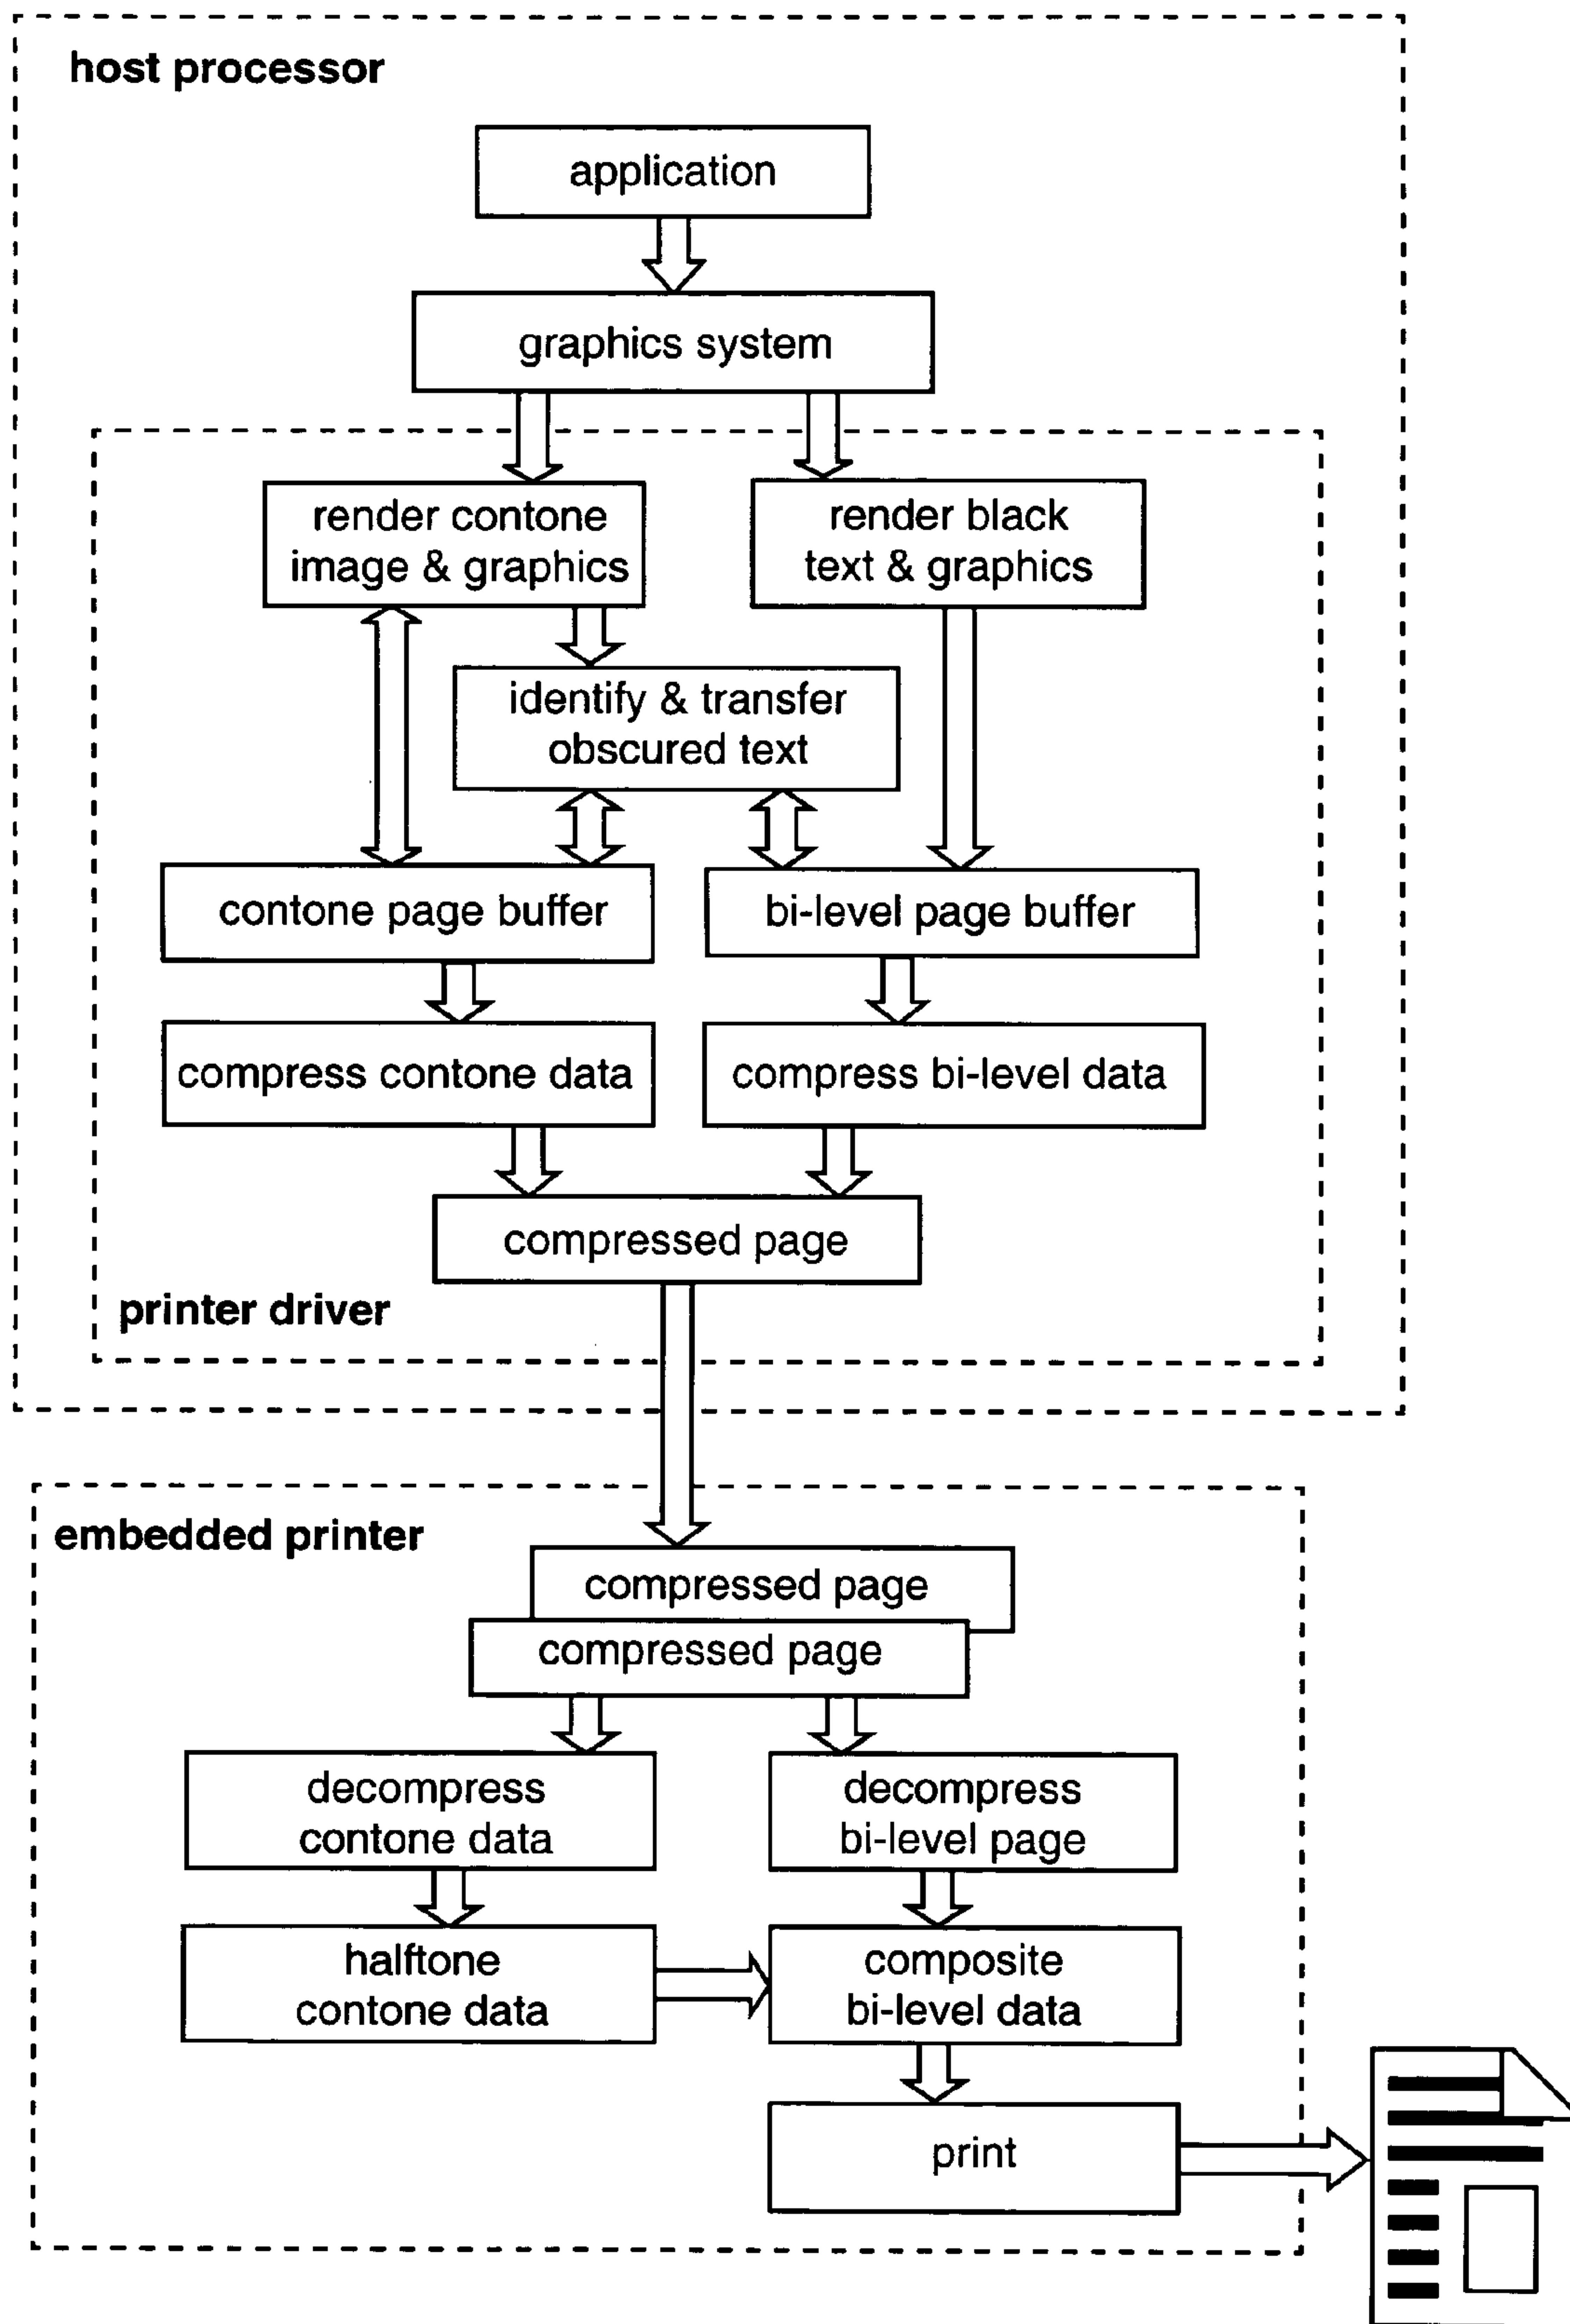 host processor
application
graphics system
render contone
image & graphics
render black
text & graphics
identify & transfer
obscured text
contone page buffer
bi-level page buffer
compress contone data
compress bi-level data
compressed page
printer driver
embedded printer
compressed page
compressed page
decompress
contone data
decompress
bi-level page
halftone
contone data
composite
bi-level data
print